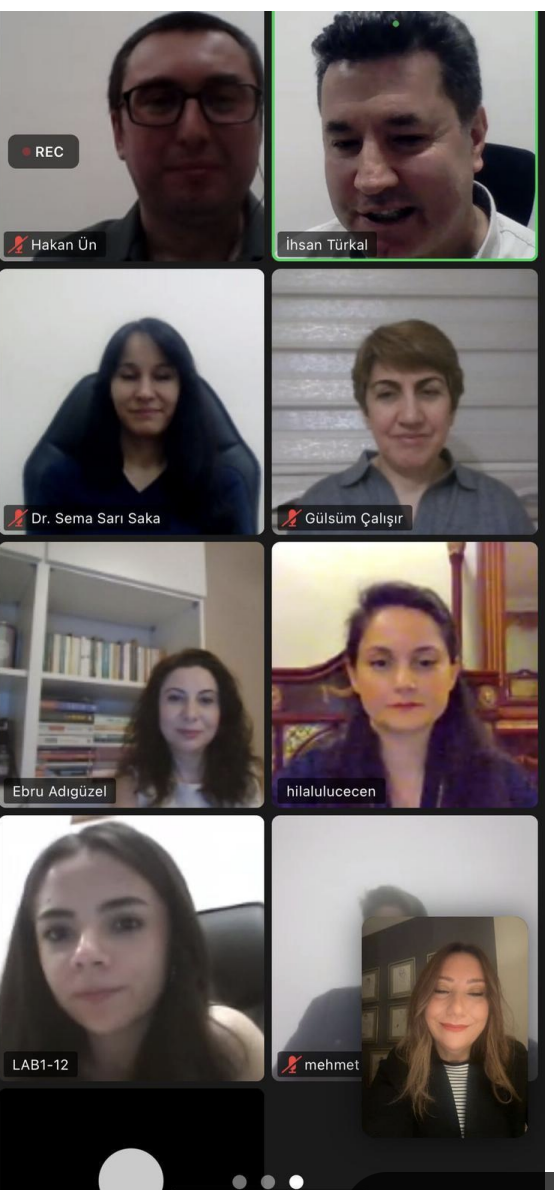 REC
Hakan Ün
İhsan Türkal
Dr. Sema Sarı Saka
Gülsüm Çalışır
Ebru Adıgüzel
hilalulucecen
LAB1-12
mehmet